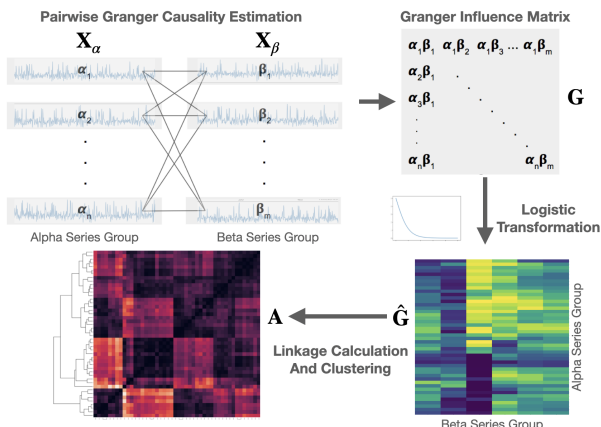 Pairwise Granger Causality Estimation
Granger Influence Matrix
Xα
Xβ
α1
β1
α2
β2
αn
βm
Alpha Series Group
Beta Series Group
α1β1 α1β2 α1β3 ... α1βm
α2β1
α3β1
αnβ1
αnβm
G
Logistic
Transformation
A
Ĝ
Linkage Calculation
And Clustering
Alpha Series Group
Beta Series Group